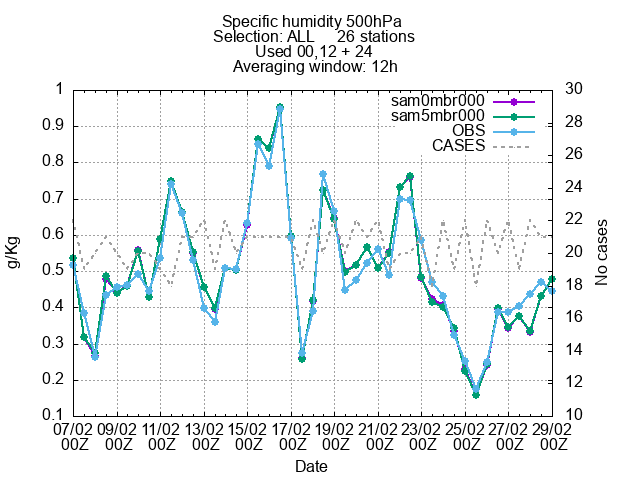 Specific humidity 500hPa
Selection: ALL     26 stations
Used 00,12 + 24
Averaging window: 12h
sam0mbr000
sam5mbr000
OBS
CASES
1
0.9
0.8
0.7
0.6
0.5
0.4
0.3
0.2
0.1
30
28
26
24
22
20
18
16
14
12
10
g/Kg
No cases
07/02 09/02 11/02 13/02 15/02 17/02 19/02 21/02 23/02 25/02 27/02 29/02
00Z 00Z 00Z 00Z 00Z 00Z 00Z 00Z 00Z 00Z 00Z 00Z
Date